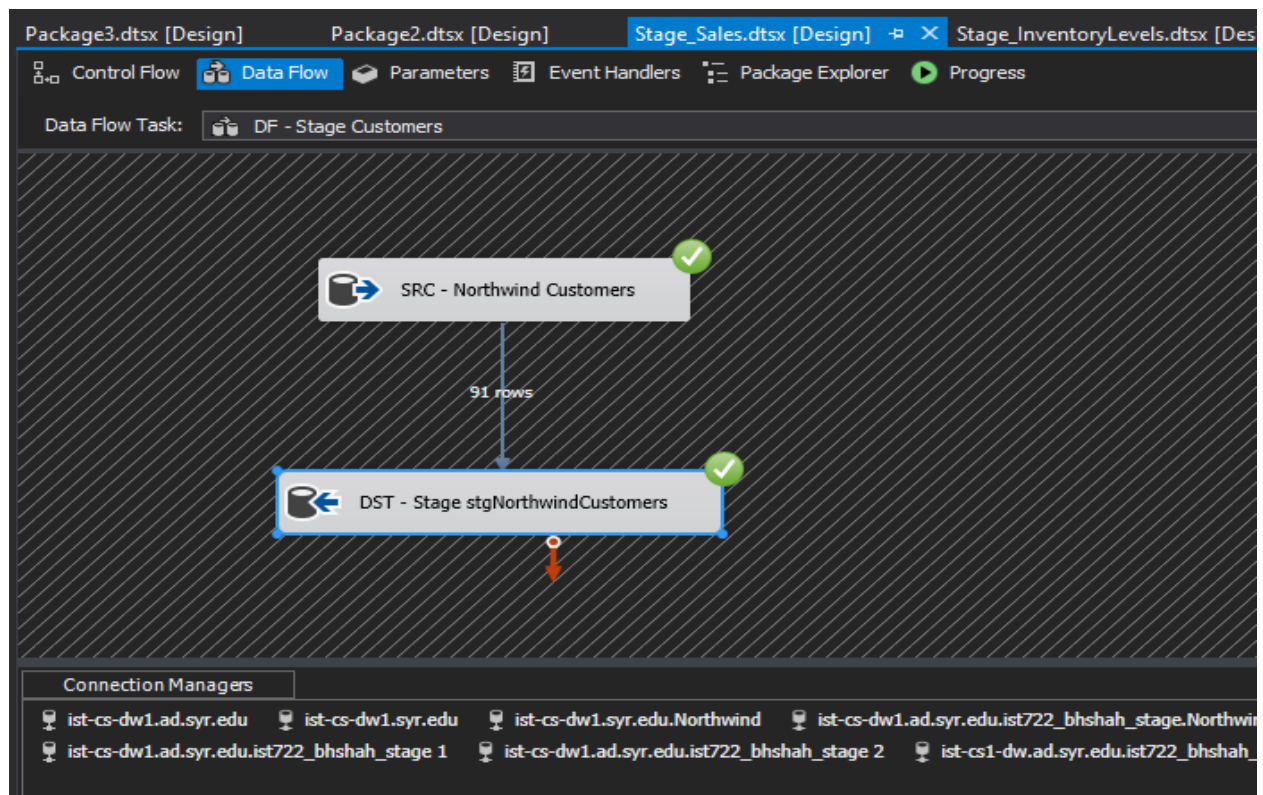 Package3.dtsx [Design] Package2.dtsx [Design] Stage_Sales.dtsx [Design] Stage_InventoryLevels.dtsx [Des
Control Flow Data Flow Parameters Event Handlers Package Explorer Progress
Data Flow Task: DF - Stage Customers
SRC - Northwind Customers
91 rows
DST - Stage stgNorthwindCustomers
Connection Managers
ist-cs-dw1.ad.syr.edu ist-cs-dw1.syr.edu ist-cs-dw1.syr.edu.Northwind ist-cs-dw1.ad.syr.edu.ist722_bhshah_stage.Northwin
ist-cs-dw1.ad.syr.edu.ist722_bhshah_stage 1 ist-cs-dw1.ad.syr.edu.ist722_bhshah_stage 2 ist-cs1-dw.ad.syr.edu.ist722_bhshah_